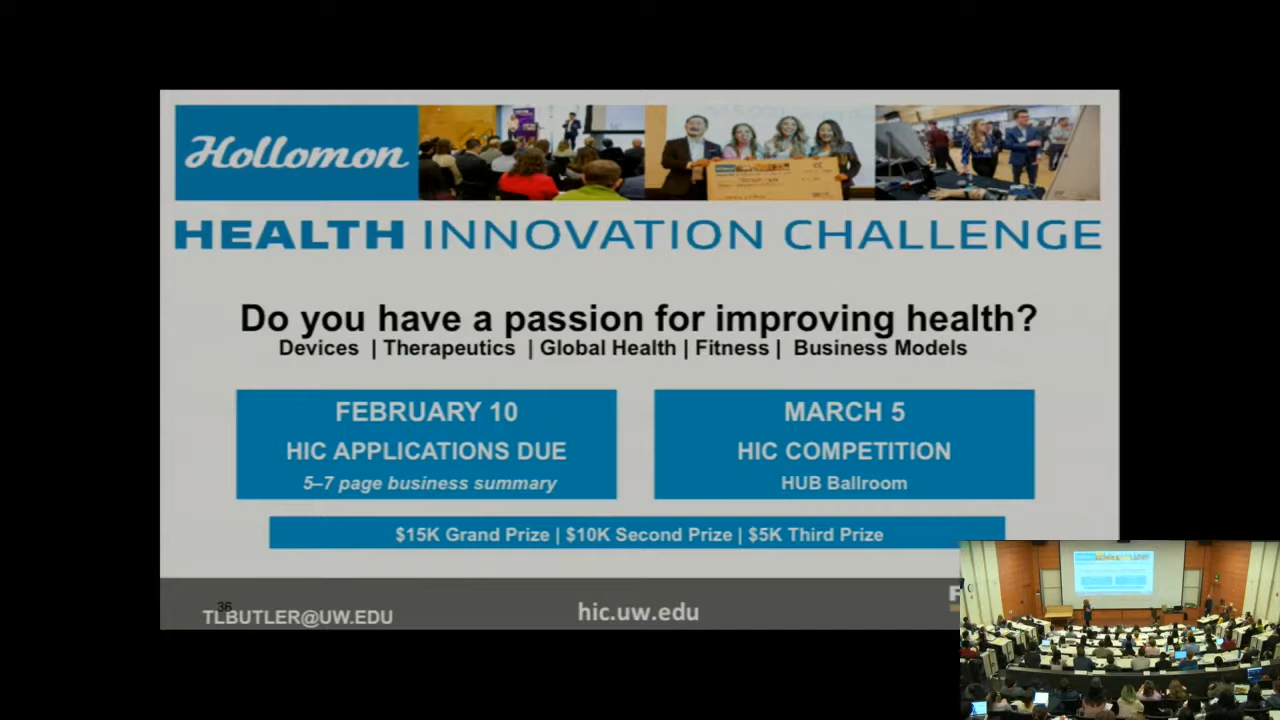 Hollomon
HEALTH INNOVATION CHALLENGE
Do you have a passion for improving health?
Devices | Therapeutics | Global Health | Fitness | Business Models
FEBRUARY 10
HIC APPLICATIONS DUE
5–7 page business summary
MARCH 5
HIC COMPETITION
HUB Ballroom
$15K Grand Prize | $10K Second Prize | $5K Third Prize
36
TLBUTLER@UW.EDU
hic.uw.edu